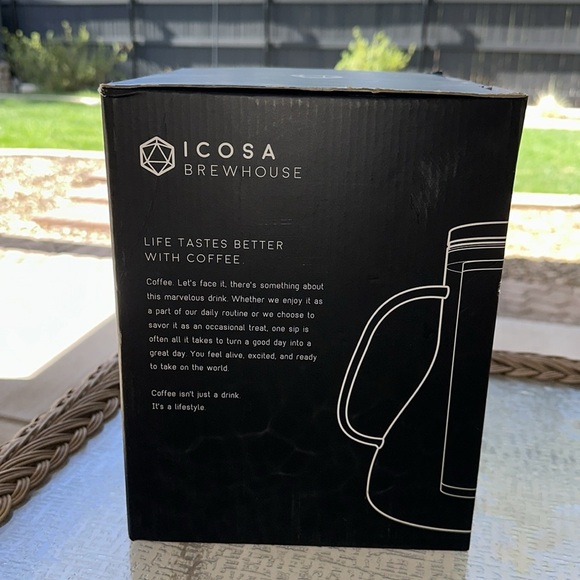 ICOSA
BREWHOUSE
LIFE TASTES BETTER
WITH COFFEE.
Coffee. Let's face it, there's something about
this marvelous drink. Whether we enjoy it as
a part of our daily routine or we choose to
savor it as an occasional treat, one sip is
often all it takes to turn a good day into a
great day. You feel alive, excited, and ready
to take on the world.
Coffee isn't just a drink.
It's a lifestyle.